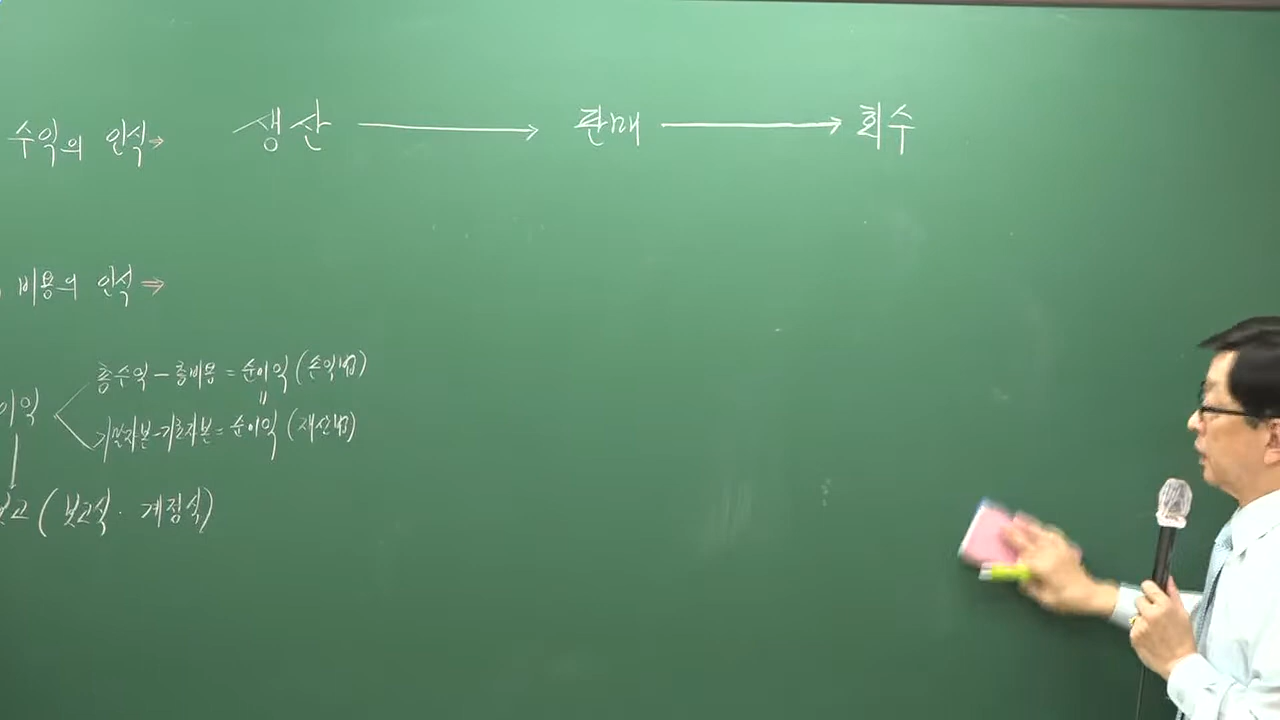 수익의 인식 → 생산 → 판매 → 회수
비용의 인식 ⇒
총수익 - 총비용 = 순이익 (손익법)
이익 〃
기말자본 - 기초자본 = 순이익 (재산법)
보고 (보고식 · 계정식)